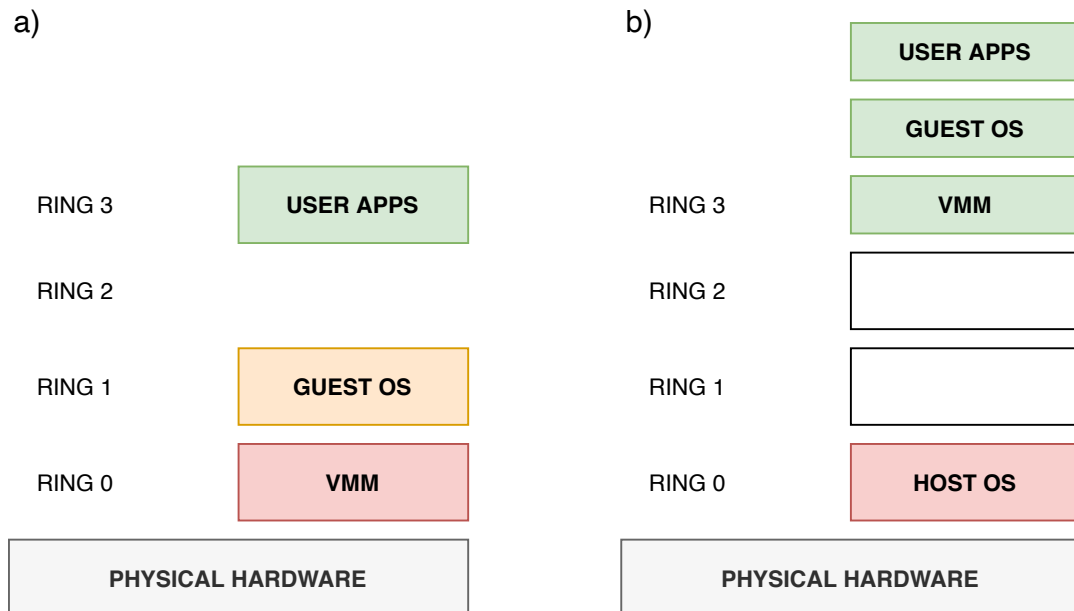 a)
RING 3
USER APPS
RING 2
RING 1
GUEST OS
RING 0
VMM
PHYSICAL HARDWARE
b)
USER APPS
GUEST OS
RING 3
VMM
RING 2
RING 1
RING 0
HOST OS
PHYSICAL HARDWARE